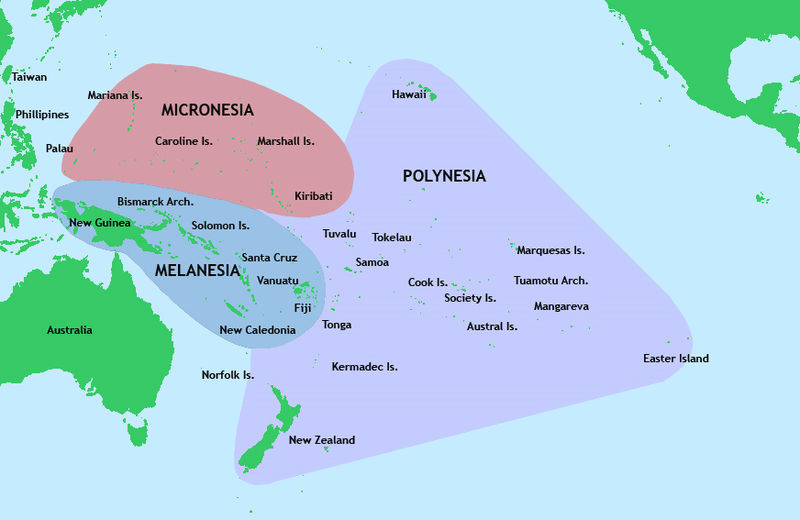 Taiwan
Mariana Is.
Hawaii
MICRONESIA
Phillipines
Palau
Caroline Is.
Marshall Is.
POLYNESIA
Kiribati
Bismarck Arch.
New Guinea
Solomon Is.
Tuvalu
Tokelau
Marquesas Is.
Santa Cruz
Samoa
MELANESIA
Vanuatu
Cook Is.
Tuamotu Arch.
Society Is.
Fiji
Mangareva
Australia
New Caledonia
Tonga
Austral Is.
Easter Island
Norfolk Is.
Kermadec Is.
New Zealand